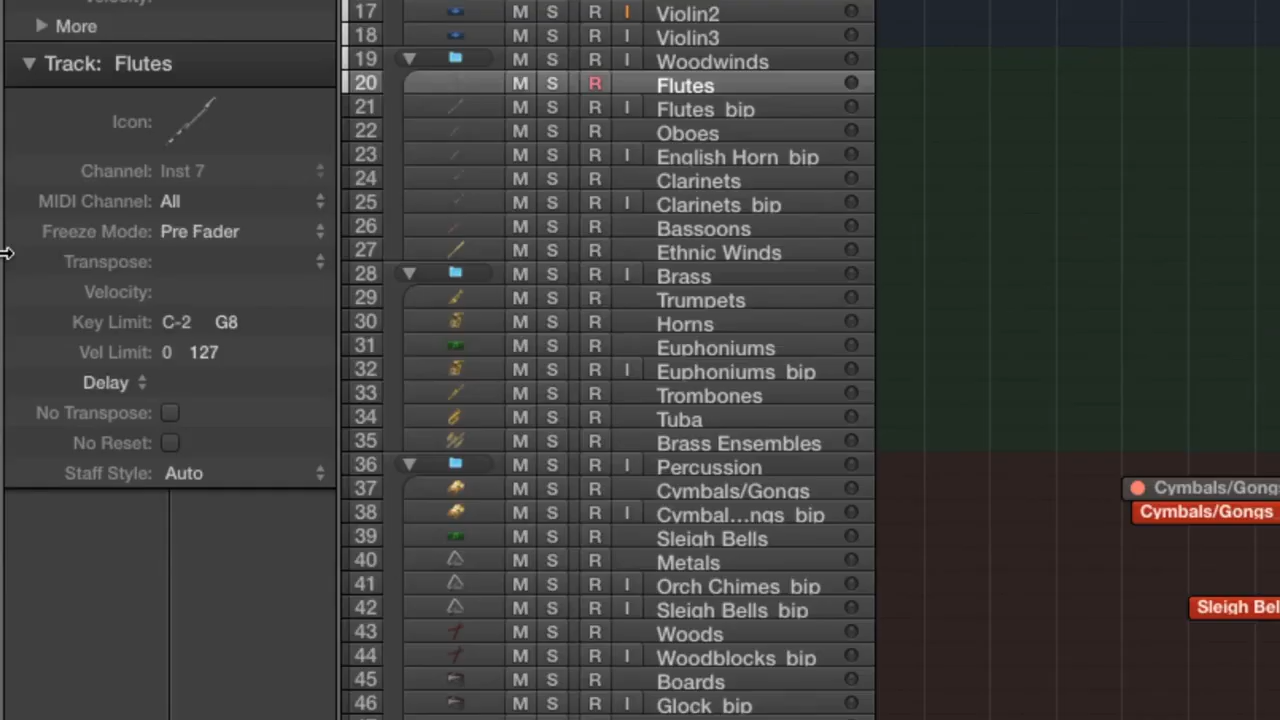 More
Track: Flutes
Icon:
Channel: Inst 7
MIDI Channel: All
Freeze Mode: Pre Fader
Transpose:
Velocity:
Key Limit: C-2 G8
Vel Limit: 0 127
Delay
No Transpose:
No Reset:
Staff Style: Auto
17 M S R I Violin2
18 M S R I Violin3
19 M S R I Woodwinds
20 M S R Flutes
21 M S R I Flutes_bip
22 M S R Oboes
23 M S R I English Horn_bip
24 M S R Clarinets
25 M S R I Clarinets_bip
26 M S R Bassoons
27 M S R Ethnic Winds
28 M S R I Brass
29 M S R Trumpets
30 M S R Horns
31 M S R Euphoniums
32 M S R I Euphoniums_bip
33 M S R Trombones
34 M S R Tuba
35 M S R Brass Ensembles
36 M S R I Percussion
37 M S R Cymbals/Gongs
38 M S R I Cymbal...ngs_bip
39 M S R Sleigh Bells
40 M S R Metals
41 M S R I Orch Chimes_bip
42 M S R I Sleigh Bells_bip
43 M S R Woods
44 M S R I Woodblocks_bip
45 M S R Boards
46 M S R I Glock_bip
Cymbals/Gongs
Cymbals/Gongs
Sleigh Bel